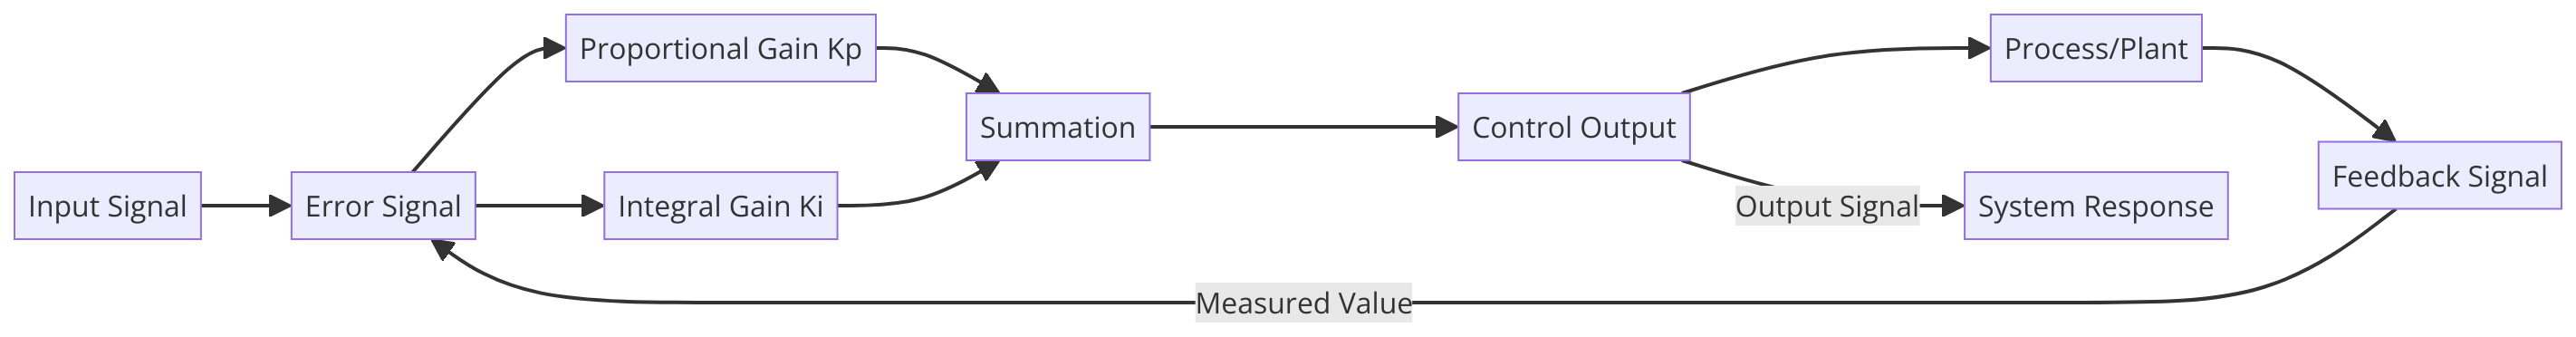 Input Signal
Error Signal
Proportional Gain Kp
Integral Gain Ki
Summation
Control Output
Output Signal
Process/Plant
System Response
Feedback Signal
Measured Value